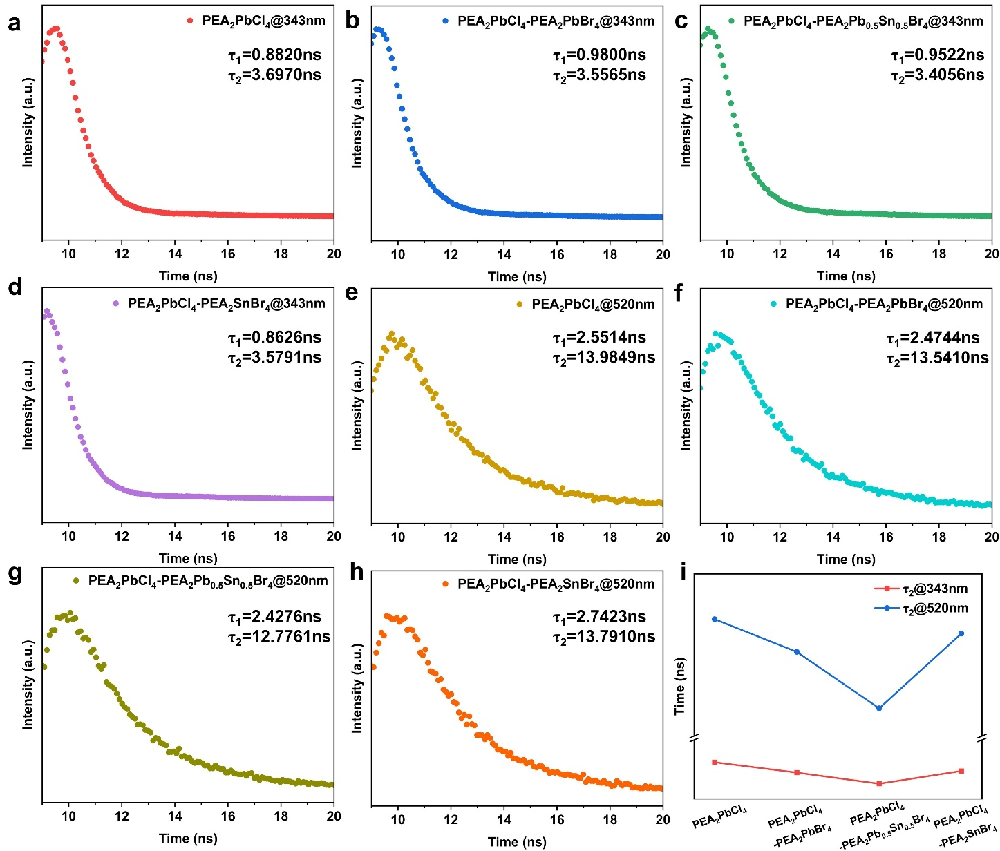 a
PEA₂PbCl₄@343nm
τ₁=0.8820ns
τ₂=3.6970ns
Intensity (a.u.)
10 12 14 16 18 20
Time (ns)
b
PEA₂PbCl₄-PEA₂PbBr₄@343nm
τ₁=0.9800ns
τ₂=3.5565ns
Intensity (a.u.)
10 12 14 16 18 20
Time (ns)
c
PEA₂PbCl₄-PEA₂Pb₀.₅Sn₀.₅Br₄@343nm
τ₁=0.9522ns
τ₂=3.4056ns
Intensity (a.u.)
10 12 14 16 18 20
Time (ns)
d
PEA₂PbCl₄-PEA₂SnBr₄@343nm
τ₁=0.8626ns
τ₂=3.5791ns
Intensity (a.u.)
10 12 14 16 18 20
Time (ns)
e
PEA₂PbCl₄@520nm
τ₁=2.5514ns
τ₂=13.9849ns
Intensity (a.u.)
10 12 14 16 18 20
Time (ns)
f
PEA₂PbCl₄-PEA₂PbBr₄@520nm
τ₁=2.4744ns
τ₂=13.5410ns
Intensity (a.u.)
10 12 14 16 18 20
Time (ns)
g
PEA₂PbCl₄-PEA₂Pb₀.₅Sn₀.₅Br₄@520nm
τ₁=2.4276ns
τ₂=12.7761ns
Intensity (a.u.)
10 12 14 16 18 20
Time (ns)
h
PEA₂PbCl₄-PEA₂SnBr₄@520nm
τ₁=2.7423ns
τ₂=13.7910ns
Intensity (a.u.)
10 12 14 16 18 20
Time (ns)
i
τ₂@343nm
τ₂@520nm
Time (ns)
PEA₂PbCl₄
PEA₂PbCl₄
-PEA₂PbBr₄
PEA₂PbCl₄
-PEA₂Pb₀.₅Sn₀.₅Br₄
PEA₂PbCl₄
-PEA₂SnBr₄